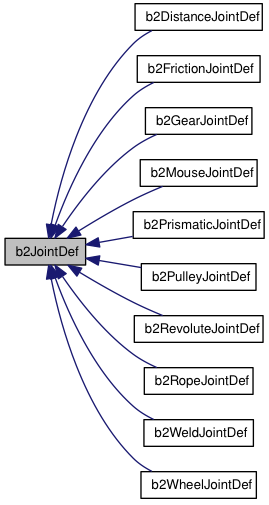 b2DistanceJointDef
b2FrictionJointDef
b2GearJointDef
b2MouseJointDef
b2PrismaticJointDef
b2JointDef
b2PulleyJointDef
b2RevoluteJointDef
b2RopeJointDef
b2WeldJointDef
b2WheelJointDef